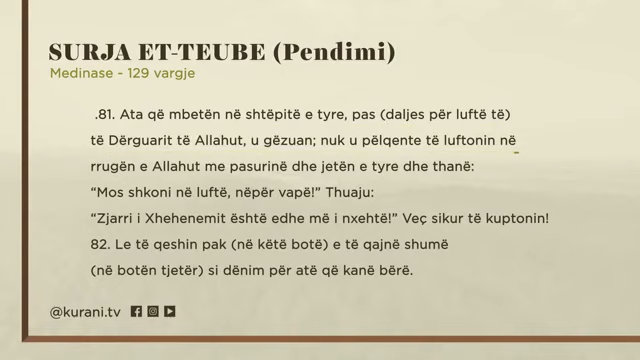 SURJA ET-TEUBE (Pendimi)
Medinase - 129 vargje
.81. Ata që mbetën në shtëpitë e tyre, pas (daljes për luftë të)
të Dërguarit të Allahut, u gëzuan; nuk u pëlqente të luftonin në
rrugën e Allahut me pasurinë dhe jetën e tyre dhe thanë:
“Mos shkoni në luftë, nëpër vapë!” Thuaju:
“Zjarri i Xhehenemit është edhe më i nxehtë!” Veç sikur të kuptonin!
82. Le të qeshin pak (në këtë botë) e të qajnë shumë
(në botën tjetër) si dënim për atë që kanë bërë.
@kurani.tv